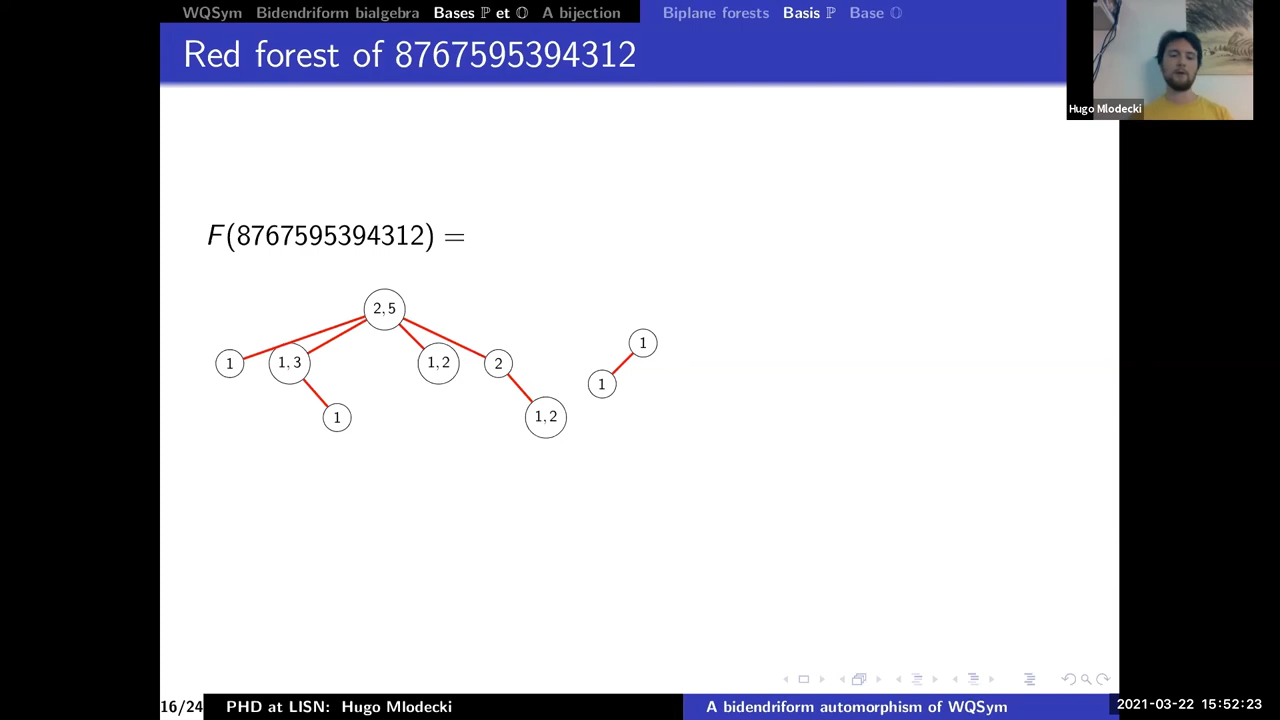 WQSym Bidendriform bialgebra Bases ℙ et 𝕆 A bijection Biplane forests Basis ℙ Base 𝕆
Red forest of 8767595394312
Hugo Mlodecki
F(8767595394312) =
2, 5
1
1, 3
1, 2
2
1
1
1
1, 2
16/24 PHD at LISN: Hugo Mlodecki A bidendriform automorphism of WQSym
2021-03-22 15:52:23